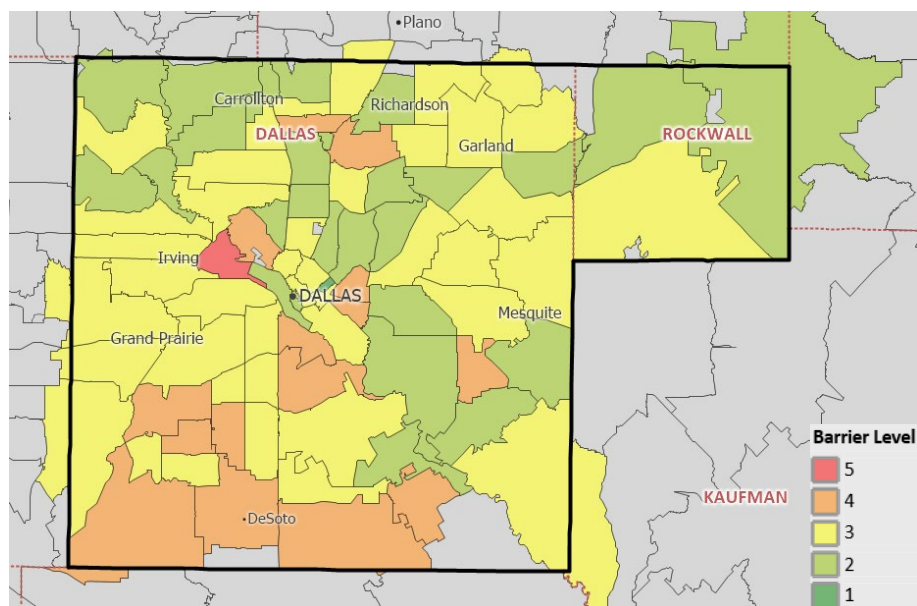 Plano
Carrollton
Richardson
DALLAS
ROCKWALL
Garland
Irving
DALLAS
Mesquite
Grand Prairie
Barrier Level
5
4
KAUFMAN
3
DeSoto
2
1